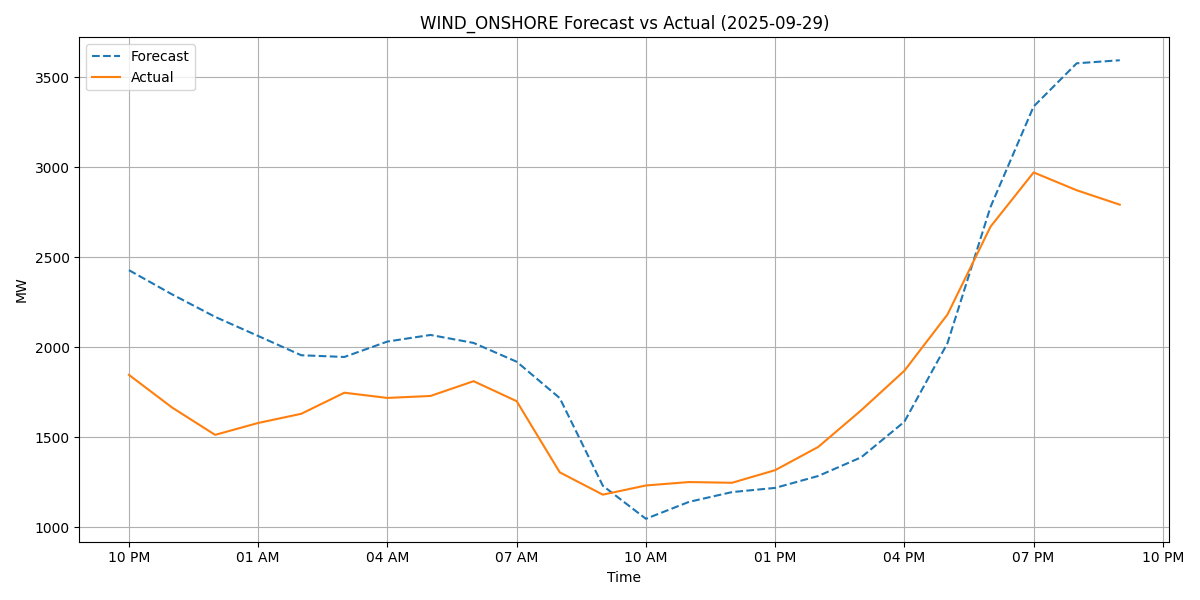 WIND_ONSHORE Forecast vs Actual (2025-09-29)
Forecast
Actual
3500
3000
2500
2000
1500
1000
MW
10 PM 01 AM 04 AM 07 AM 10 AM 01 PM 04 PM 07 PM 10 PM
Time